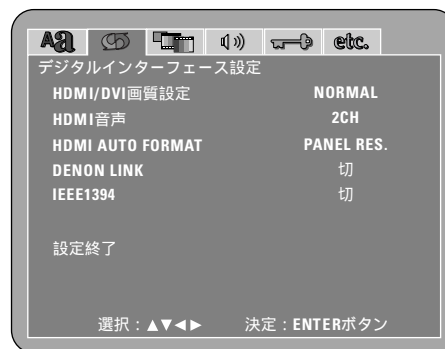 Aa etc.
デジタルインターフェース設定
HDMI/DVI画質設定 NORMAL
HDMI音声 2CH
HDMI AUTO FORMAT PANEL RES.
DENON LINK 切
IEEE1394 切
設定終了
選択：▲▼◀▶ 決定：ENTERボタン